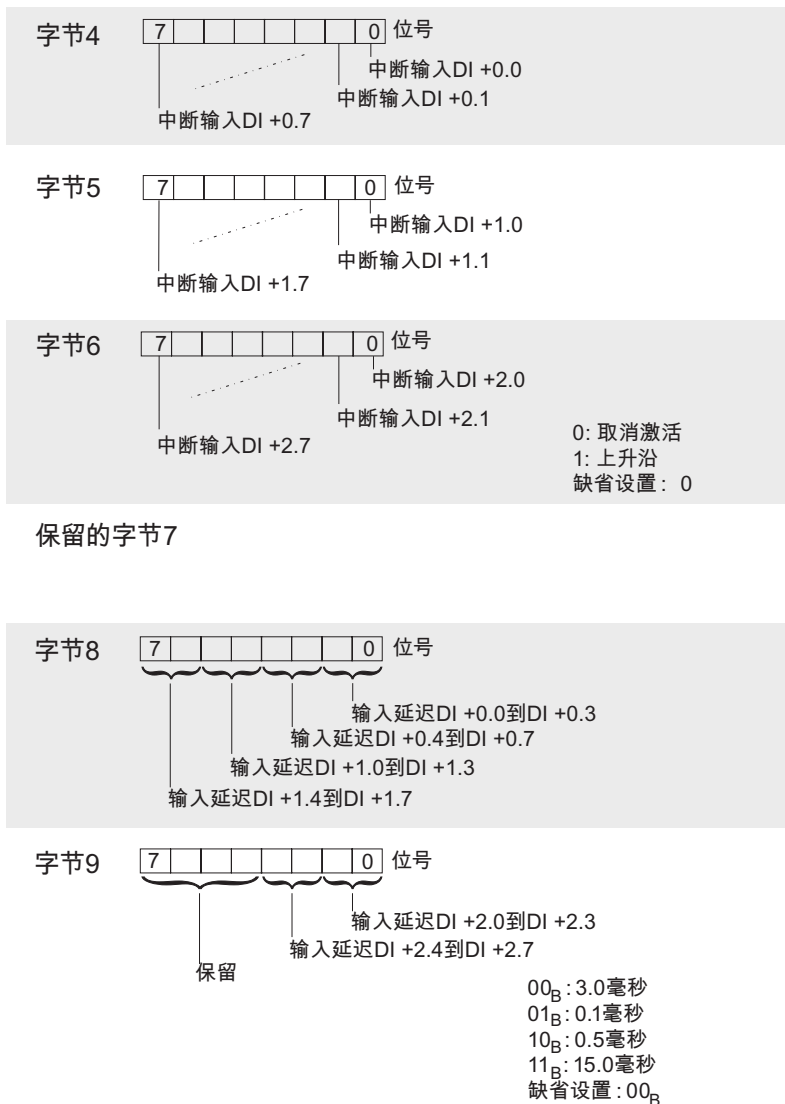 字节4 7 0 位号
中断输入DI +0.0
中断输入DI +0.1
中断输入DI +0.7
字节5 7 0 位号
中断输入DI +1.0
中断输入DI +1.1
中断输入DI +1.7
字节6 7 0 位号
中断输入DI +2.0
中断输入DI +2.1
中断输入DI +2.7
0: 取消激活
1: 上升沿
缺省设置: 0
保留的字节7
字节8 7 0 位号
输入延迟DI +0.0到DI +0.3
输入延迟DI +0.4到DI +0.7
输入延迟DI +1.0到DI +1.3
输入延迟DI +1.4到DI +1.7
字节9 7 0 位号
输入延迟DI +2.0到DI +2.3
输入延迟DI +2.4到DI +2.7
保留
00B: 3.0毫秒
01B: 0.1毫秒
10B: 0.5毫秒
11B: 15.0毫秒
缺省设置: 00B